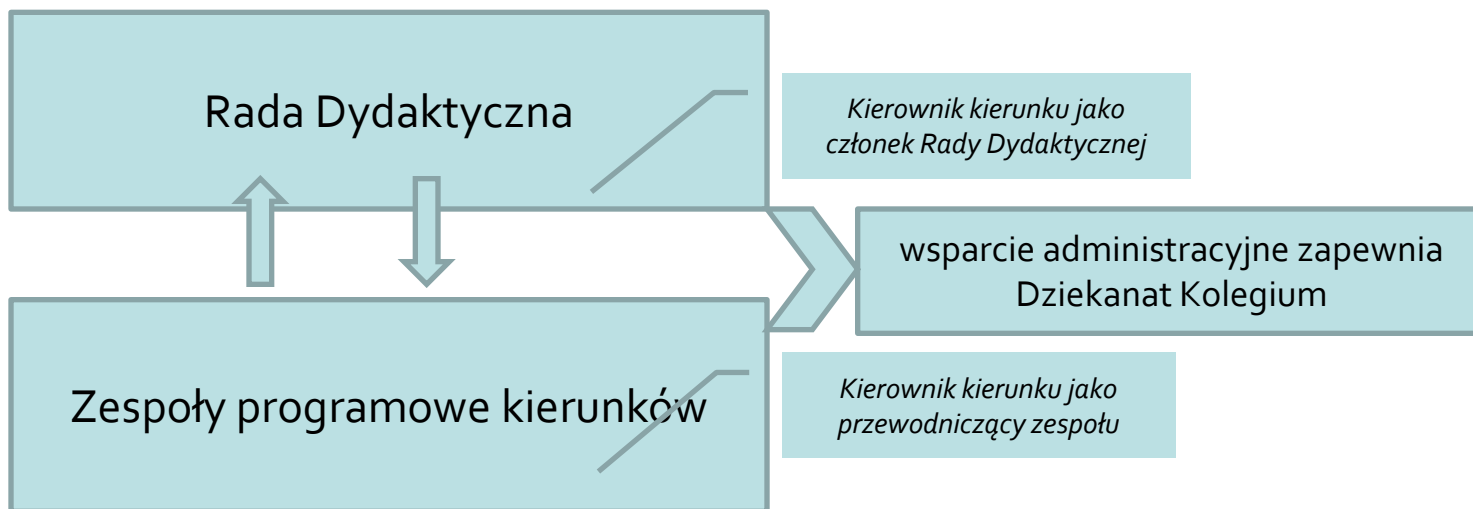 Rada Dydaktyczna
Kierownik kierunku jako
członek Rady Dydaktycznej
wsparcie administracyjne zapewnia
Dziekanat Kolegium
Zespoły programowe kierunków
Kierownik kierunku jako
przewodniczący zespołu